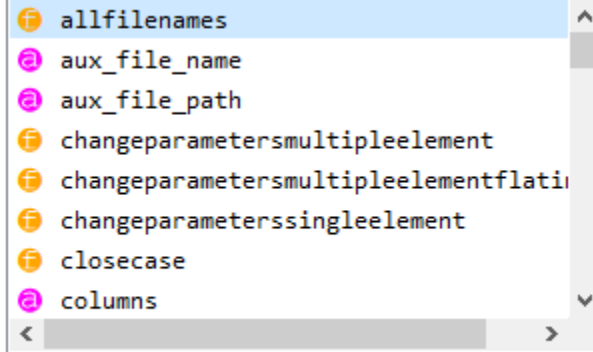 f allfilenames
a aux_file_name
a aux_file_path
f changeparametersmultipleelement
f changeparametersmultipleelementflati
f changeparameterssingleelement
f closecase
a columns